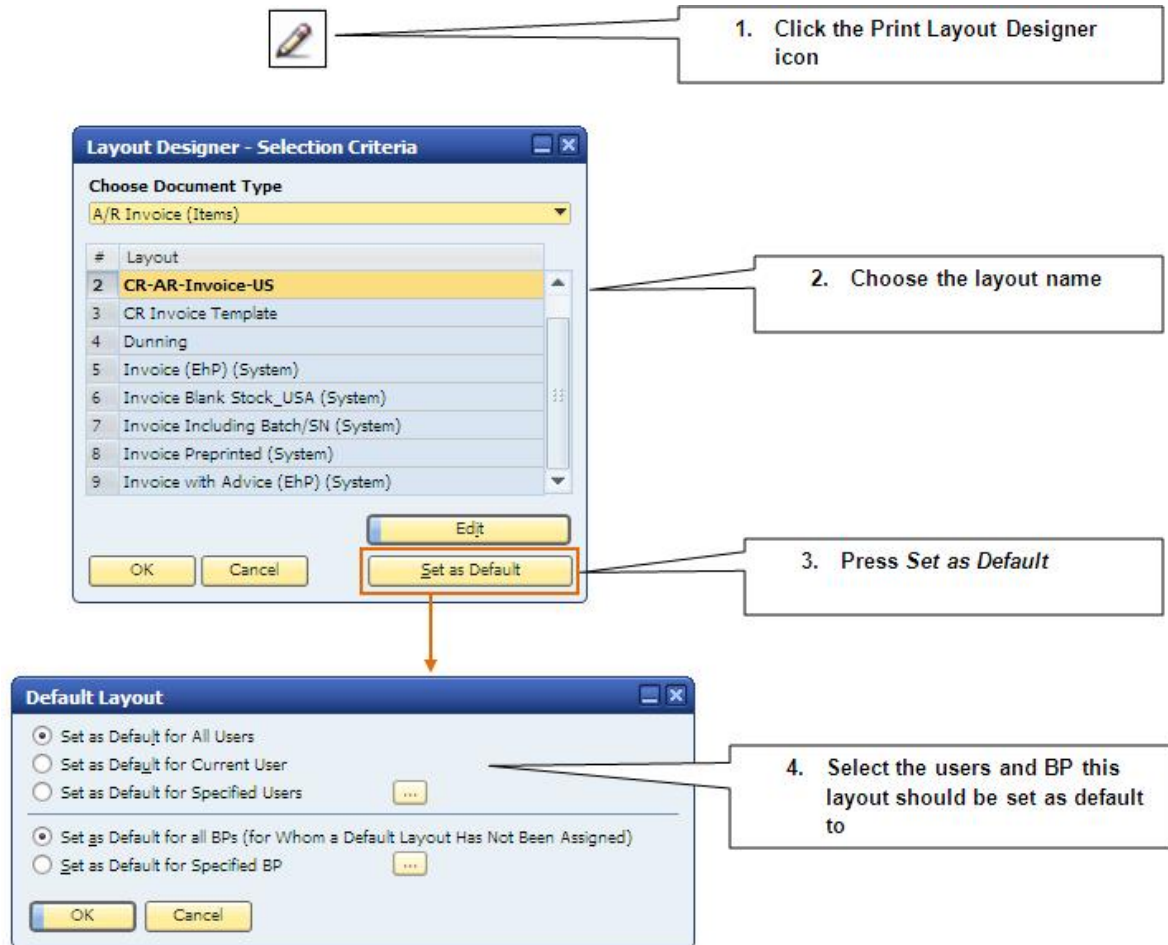 1. Click the Print Layout Designer
icon
Layout Designer - Selection Criteria
Choose Document Type
A/R Invoice (Items)
# Layout
2 CR-AR-Invoice-US
3 CR Invoice Template
4 Dunning
5 Invoice (EhP) (System)
6 Invoice Blank Stock_USA (System)
7 Invoice Including Batch/SN (System)
8 Invoice Preprinted (System)
9 Invoice with Advice (EhP) (System)
2. Choose the layout name
Edit
OK Cancel Set as Default
3. Press Set as Default
Default Layout
Set as Default for All Users
Set as Default for Current User
Set as Default for Specified Users ...
Set as Default for all BPs (for Whom a Default Layout Has Not Been Assigned)
Set as Default for Specified BP ...
OK Cancel
4. Select the users and BP this
layout should be set as default
to